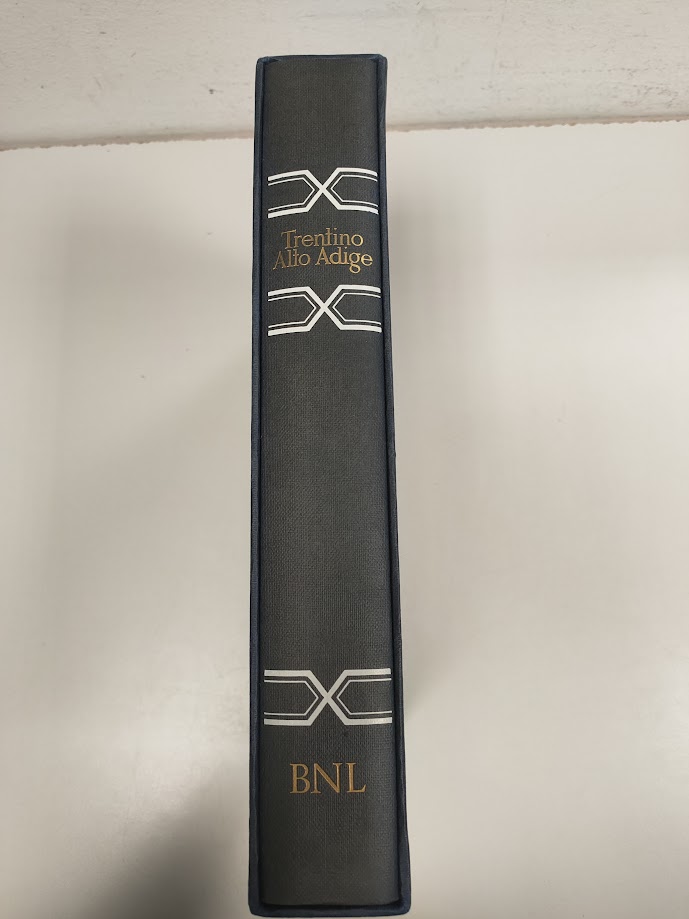 Trentino
Alto Adige
BNL